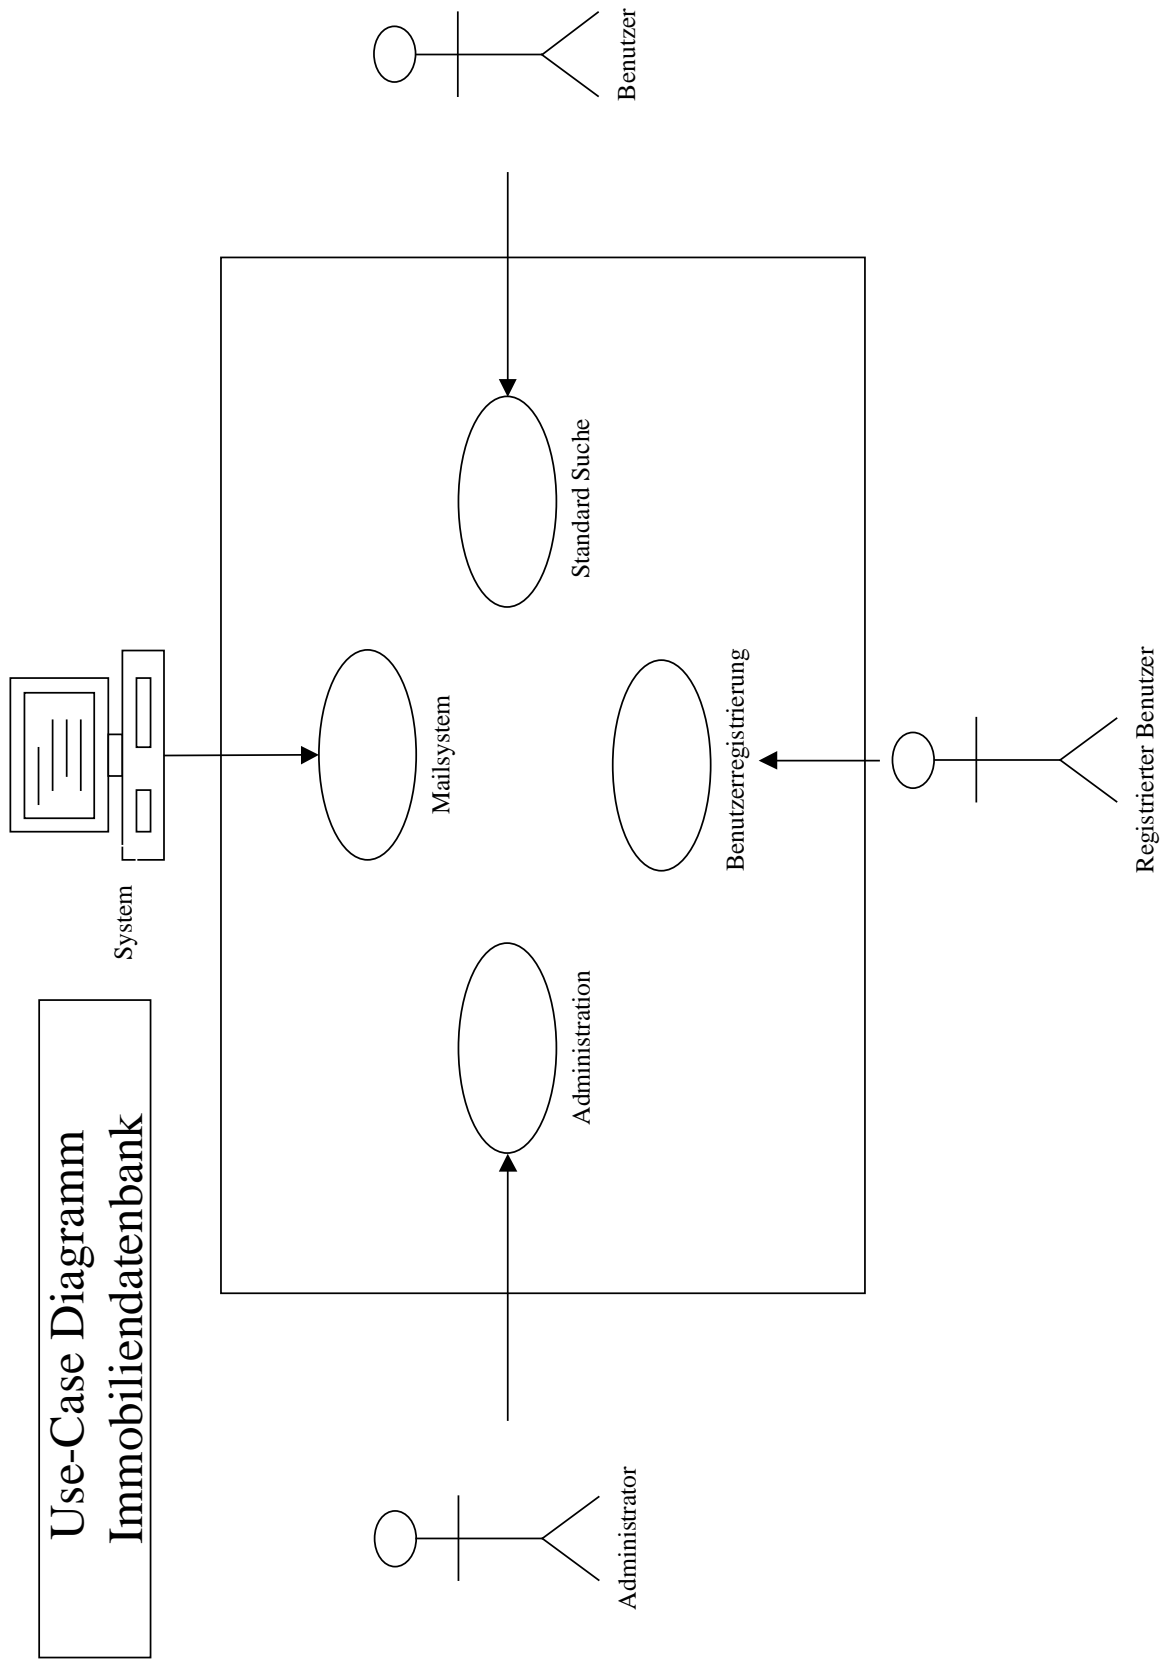 Use-Case Diagramm
Immobiliendatenbank
System
Mailsystem
Administrator
Administration
Standard Suche
Benutzer
Benutzerregistrierung
Registrierter Benutzer